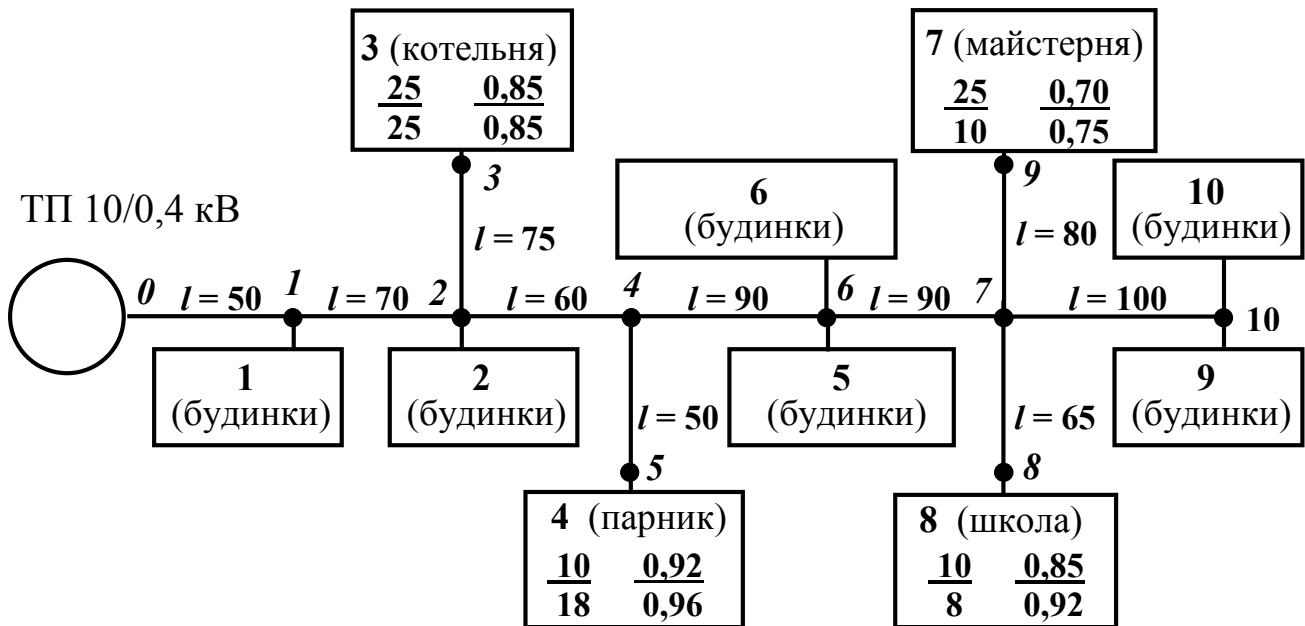 3 (котельня)
25 0,85
25 0,85
3
7 (майстерня)
25 0,70
10 0,75
9
ТП 10/0,4 кВ
6
(будинки)
10
(будинки)
l = 75
l = 80
0 l = 50 1 l = 70 2 l = 60 4 l = 90 6 l = 90 7 l = 100 10
1
(будинки)
2
(будинки)
l = 50
5
(будинки)
l = 65
9
(будинки)
5
8
4 (парник)
10 0,92
18 0,96
8 (школа)
10 0,85
8 0,92